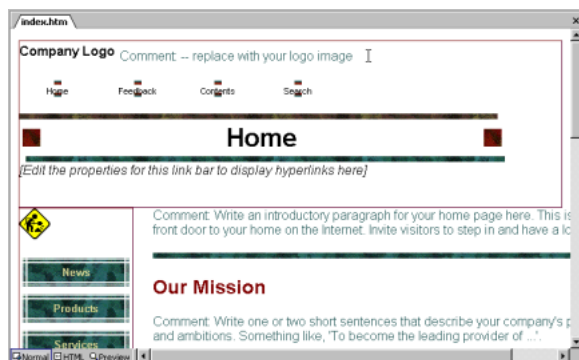 index.htm
Company Logo Comment: -- replace with your logo image
Home Feedback Contents Search
Home
[Edit the properties for this link bar to display hyperlinks here]
Comment: Write an introductory paragraph for your home page here. This is
front door to your home on the Internet. Invite visitors to step in and have a lo
News
Our Mission
Products
Comment: Write one or two short sentences that describe your company's p
and ambitions. Something like, 'To become the leading provider of ...'.
Services
Normal HTML Preview